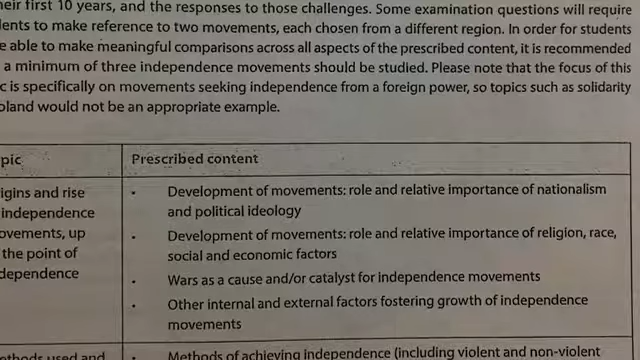 heir first 10 years, and the responses to those challenges. Some examination questions will require
ents to make reference to two movements, each chosen from a different region. In order for students
e able to make meaningful comparisons across all aspects of the prescribed content, it is recommended
a minimum of three independence movements should be studied. Please note that the focus of this
c is specifically on movements seeking independence from a foreign power, so topics such as solidarity
oland would not be an appropriate example.
pic
Prescribed content
igins and rise
independence
ovements, up
the point of
dependence
• Development of movements: role and relative importance of nationalism
and political ideology
• Development of movements: role and relative importance of religion, race,
social and economic factors
• Wars as a cause and/or catalyst for independence movements
• Other internal and external factors fostering growth of independence
movements
ethods used and
• Methods of achieving independence (including violent and non-violent